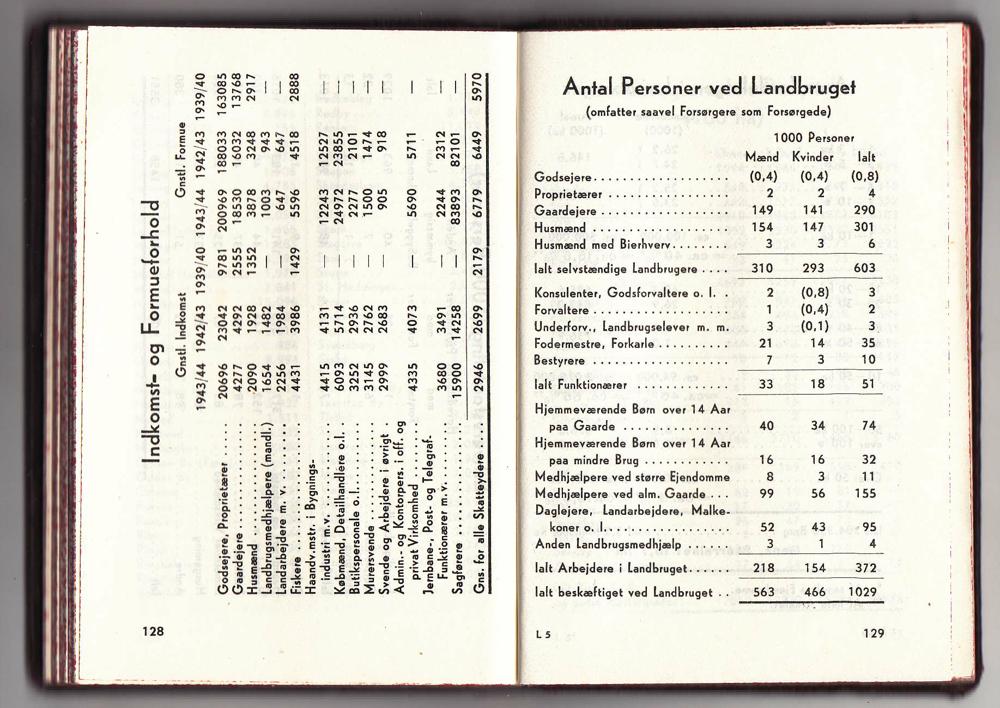 Indkomst- og Formueforhold
Gnstl. Indkomst Gnstl. Formue
1943/44 1942/43 1939/40 1943/44 1942/43 1939/40
Godsejere, Proprietærer ..... 20696 23042 9781 200969 188033 163085
Gaardejere .............. 4277 4292 2555 18530 16032 13768
Husmænd .............. 2090 1928 1352 3878 3248 2917
Landbrugsmedhjælpere (mandl.) 1654 1482 — 1003 943 —
Landarbejdere m. v. ......... 2256 1984 — 647 647 —
Fiskere ................. 4431 3986 1429 5596 4518 2888
Haandv.mstr. i Bygnings-
industri m.v. ............ 4415 4131 — 12243 12527 —
Købmænd, Detailhandlere o. l. 6093 5714 — 24972 23855 —
Butikspersonale o. l. ......... 3252 2936 — 2277 2101 —
Murersvende .............. 3145 2762 — 1500 1474 —
Svende og Arbejdere i øvrigt . 2999 2683 — 905 918 —
Admin.- og Kontorpers. i off. og
privat Virksomhed ........ 4335 4073 — 5690 5711 —
Jernbane-, Post- og Telegraf-
Funktionærer m. v. ........ 3680 3491 — 2244 2312 —
Sagførere ................ 15900 14258 — 83893 82101 —
Gns. for alle Skatteydere .... 2946 2699 2179 6779 6449 5970
128
Antal Personer ved Landbruget
(omfatter saavel Forsørgere som Forsørgede)
1000 Personer
Mænd Kvinder Ialt
Godsejere.................. (0,4) (0,4) (0,8)
Proprietærer ............... 2 2 4
Gaardejere ................. 149 141 290
Husmænd .................. 154 147 301
Husmænd med Bierhverv........ 3 3 6
Ialt selvstændige Landbrugere .... 310 293 603
Konsulenter, Godsforvaltere o. l. . 2 (0,8) 3
Forvaltere .................. 1 (0,4) 2
Underforv., Landbrugselever m. m. 3 (0,1) 3
Fodermestre, Forkarle .......... 21 14 35
Bestyrere .................. 7 3 10
Ialt Funktionærer ............. 33 18 51
Hjemmeværende Børn over 14 Aar
paa Gaarde ............... 40 34 74
Hjemmeværende Børn over 14 Aar
paa mindre Brug ............ 16 16 32
Medhjælpere ved større Ejendomme 8 3 11
Medhjælpere ved alm. Gaarde ... 99 56 155
Daglejere, Landarbejdere, Malke-
koner o. l.................. 52 43 95
Anden Landbrugsmedhjælp ....... 3 1 4
Ialt Arbejdere i Landbruget...... 218 154 372
Ialt beskæftiget ved Landbruget .. 563 466 1029
L 5 129